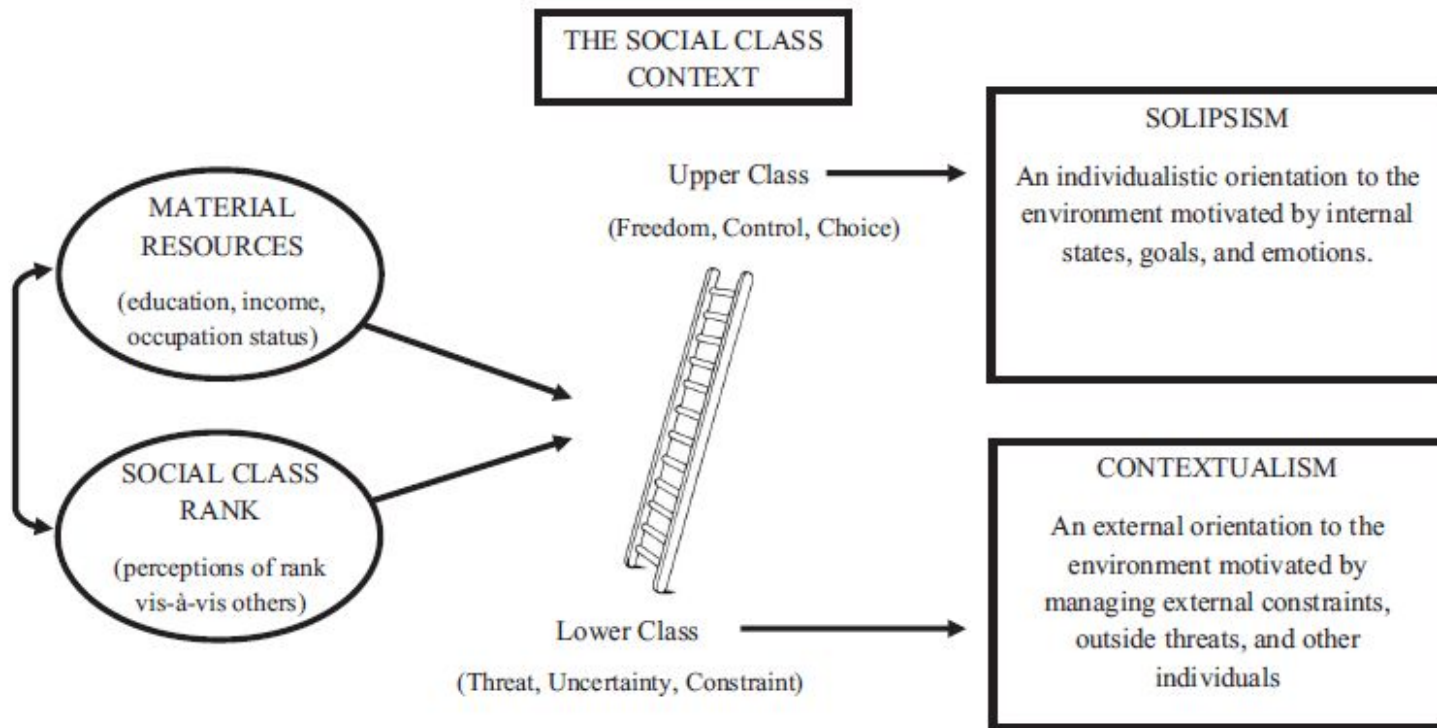 THE SOCIAL CLASS
CONTEXT
MATERIAL
RESOURCES
(education, income,
occupation status)
SOCIAL CLASS
RANK
(perceptions of rank
vis-à-vis others)
Upper Class
(Freedom, Control, Choice)
Lower Class
(Threat, Uncertainty, Constraint)
SOLIPSISM
An individualistic orientation to the
environment motivated by internal
states, goals, and emotions.
CONTEXTUALISM
An external orientation to the
environment motivated by
managing external constraints,
outside threats, and other
individuals